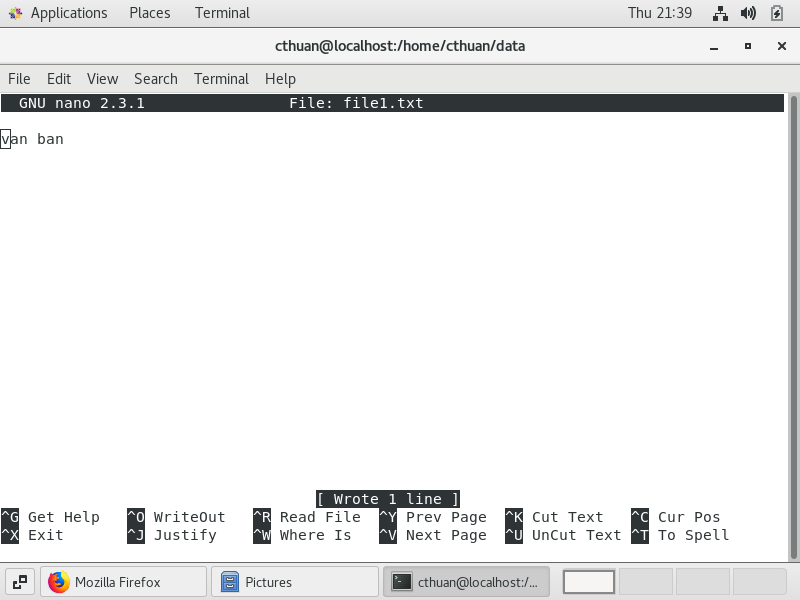 Applications Places Terminal Thu 21:39
cthuan@localhost:/home/cthuan/data
File Edit View Search Terminal Help
GNU nano 2.3.1 File: file1.txt
van ban
[ Wrote 1 line ]
^G Get Help ^O WriteOut ^R Read File ^Y Prev Page ^K Cut Text ^C Cur Pos
^X Exit ^J Justify ^W Where Is ^V Next Page ^U UnCut Text ^T To Spell
Mozilla Firefox Pictures cthuan@localhost:/...